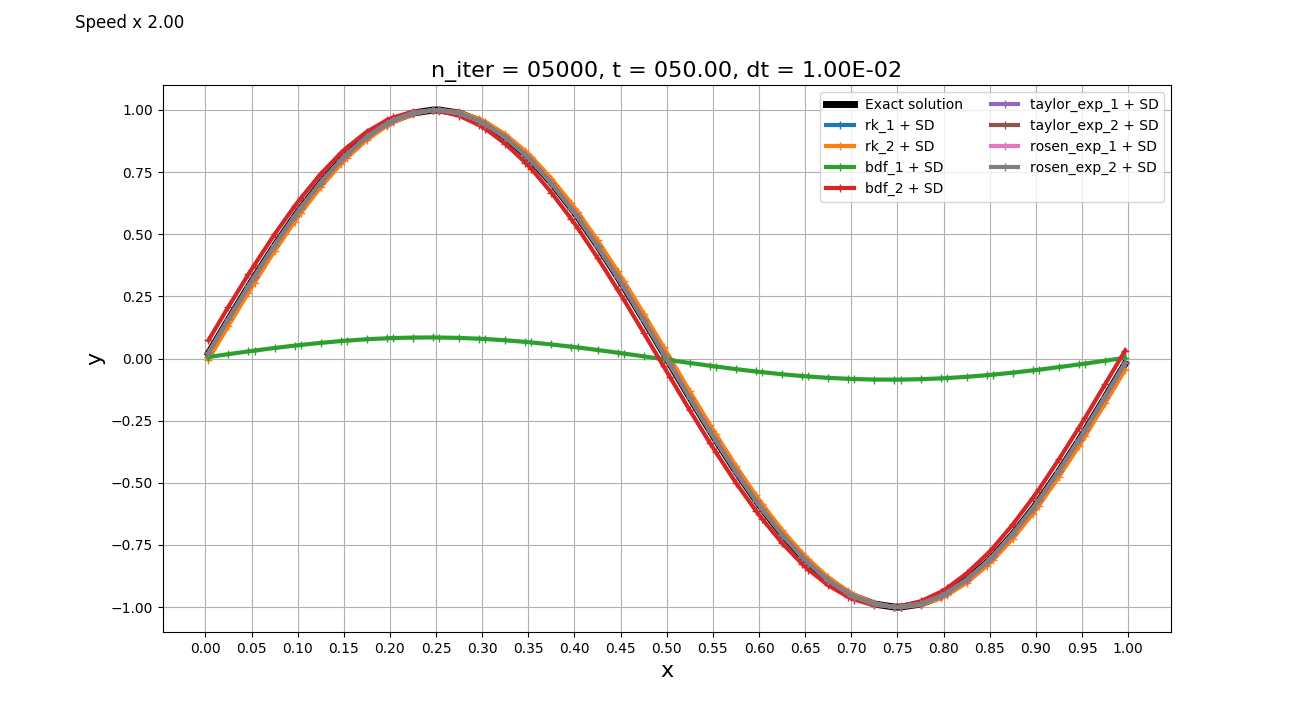 Speed x 2.00
n_iter = 05000, t = 050.00, dt = 1.00E-02
Exact solution
rk_1 + SD
rk_2 + SD
bdf_1 + SD
bdf_2 + SD
taylor_exp_1 + SD
taylor_exp_2 + SD
rosen_exp_1 + SD
rosen_exp_2 + SD
y
1.00
0.75
0.50
0.25
0.00
−0.25
−0.50
−0.75
−1.00
0.00 0.05 0.10 0.15 0.20 0.25 0.30 0.35 0.40 0.45 0.50 0.55 0.60 0.65 0.70 0.75 0.80 0.85 0.90 0.95 1.00
x